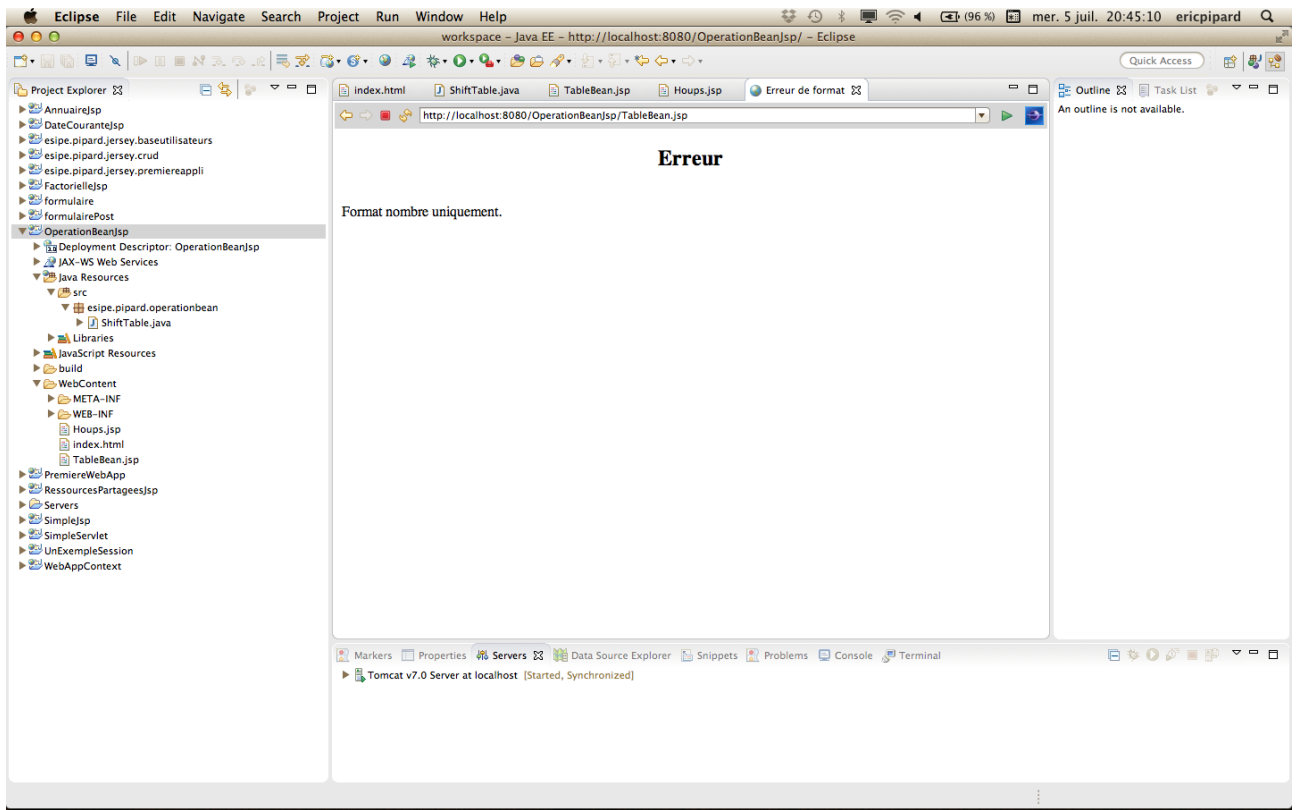 Eclipse File Edit Navigate Search Project Run Window Help (96 %) mer. 5 juil. 20:45:10 ericpipard
workspace – Java EE – http://localhost:8080/OperationBeanJsp/ – Eclipse
Quick Access
Project Explorer
AnnuaireJsp
DateCouranteJsp
esipe.pipard.jersey.baseutilisateurs
esipe.pipard.jersey.crud
esipe.pipard.jersey.premiereappli
FactorielleJsp
formulaire
formulairePost
OperationBeanJsp
Deployment Descriptor: OperationBeanJsp
JAX-WS Web Services
Java Resources
src
esipe.pipard.operationbean
ShiftTable.java
Libraries
JavaScript Resources
build
WebContent
META-INF
WEB-INF
Houps.jsp
index.html
TableBean.jsp
PremiereWebApp
RessourcesPartageesJsp
Servers
SimpleJsp
SimpleServlet
UnExempleSession
WebAppContext
index.html ShiftTable.java TableBean.jsp Houps.jsp Erreur de format
http://localhost:8080/OperationBeanJsp/TableBean.jsp
Erreur
Format nombre uniquement.
Outline Task List
An outline is not available.
Markers Properties Servers Data Source Explorer Snippets Problems Console Terminal
Tomcat v7.0 Server at localhost [Started, Synchronized]